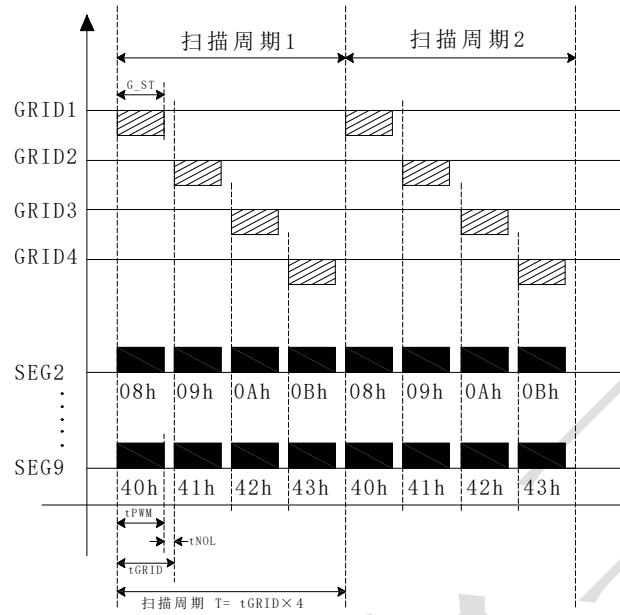 扫描周期1 扫描周期2
G_ST
GRID1
GRID2
GRID3
GRID4
SEG2
08h 09h 0Ah 0Bh 08h 09h 0Ah 0Bh
SEG9
40h 41h 42h 43h 40h 41h 42h 43h
tPWM
tNOL
tGRID
扫描周期 T= tGRID×4